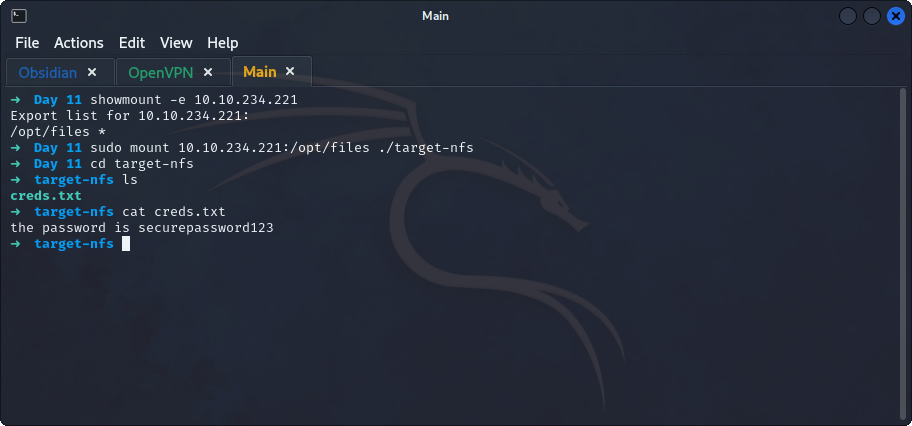 Main
File Actions Edit View Help
Obsidian × OpenVPN × Main ×
➜ Day 11 showmount -e 10.10.234.221
Export list for 10.10.234.221:
/opt/files *
➜ Day 11 sudo mount 10.10.234.221:/opt/files ./target-nfs
➜ Day 11 cd target-nfs
➜ target-nfs ls
creds.txt
➜ target-nfs cat creds.txt
the password is securepassword123
➜ target-nfs